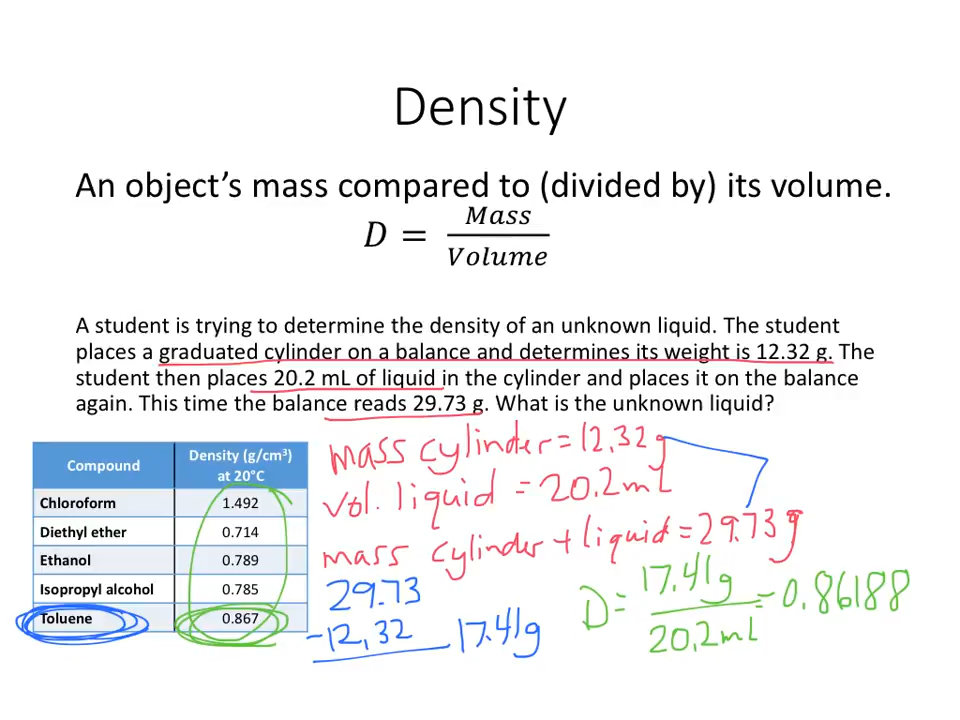 Density
An object's mass compared to (divided by) its volume.
D = Mass / Volume
A student is trying to determine the density of an unknown liquid. The student
places a graduated cylinder on a balance and determines its weight is 12.32 g. The
student then places 20.2 mL of liquid in the cylinder and places it on the balance
again. This time the balance reads 29.73 g. What is the unknown liquid?
Compound Density (g/cm³) at 20°C
Chloroform 1.492
Diethyl ether 0.714
Ethanol 0.789
Isopropyl alcohol 0.785
Toluene 0.867
mass cylinder = 12.32 g
vol. liquid = 20.2 mL
mass cylinder + liquid = 29.73 g
29.73
-12.32 17.41g
D = 17.41g / 20.2mL = 0.86188